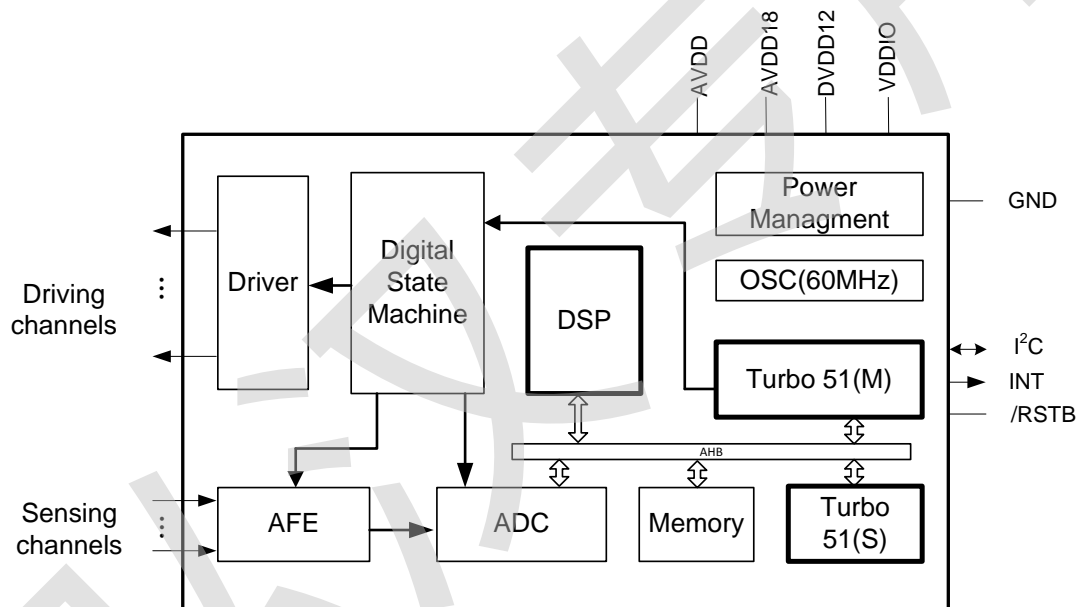 AVDD
AVDD18
DVDD12
VDDIO
Power
Managment
GND
Driving
channels
...
Driver
Digital
State
Machine
DSP
OSC(60MHz)
Turbo 51(M)
I²C
INT
/RSTB
AHB
Sensing
channels
...
AFE
ADC
Memory
Turbo
51(S)